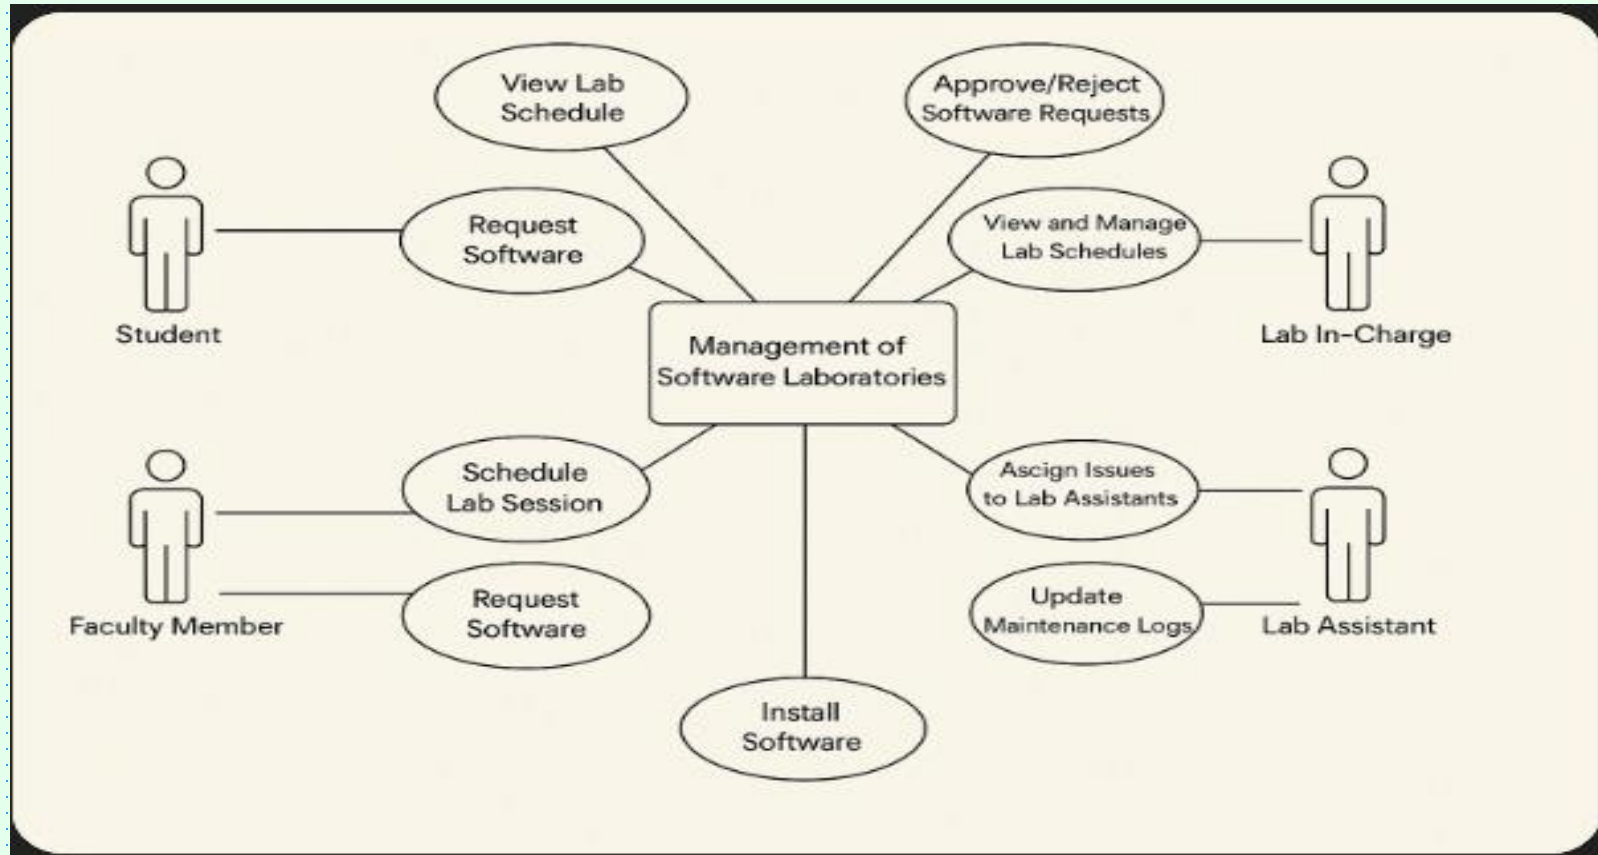 View Lab
Schedule
Approve/Reject
Software Requests
Request
Software
View and Manage
Lab Schedules
Student
Lab In-Charge
Management of
Software Laboratories
Schedule
Lab Session
Ascign Issues
to Lab Assistants
Request
Software
Update
Maintenance Logs
Faculty Member
Lab Assistant
Install
Software